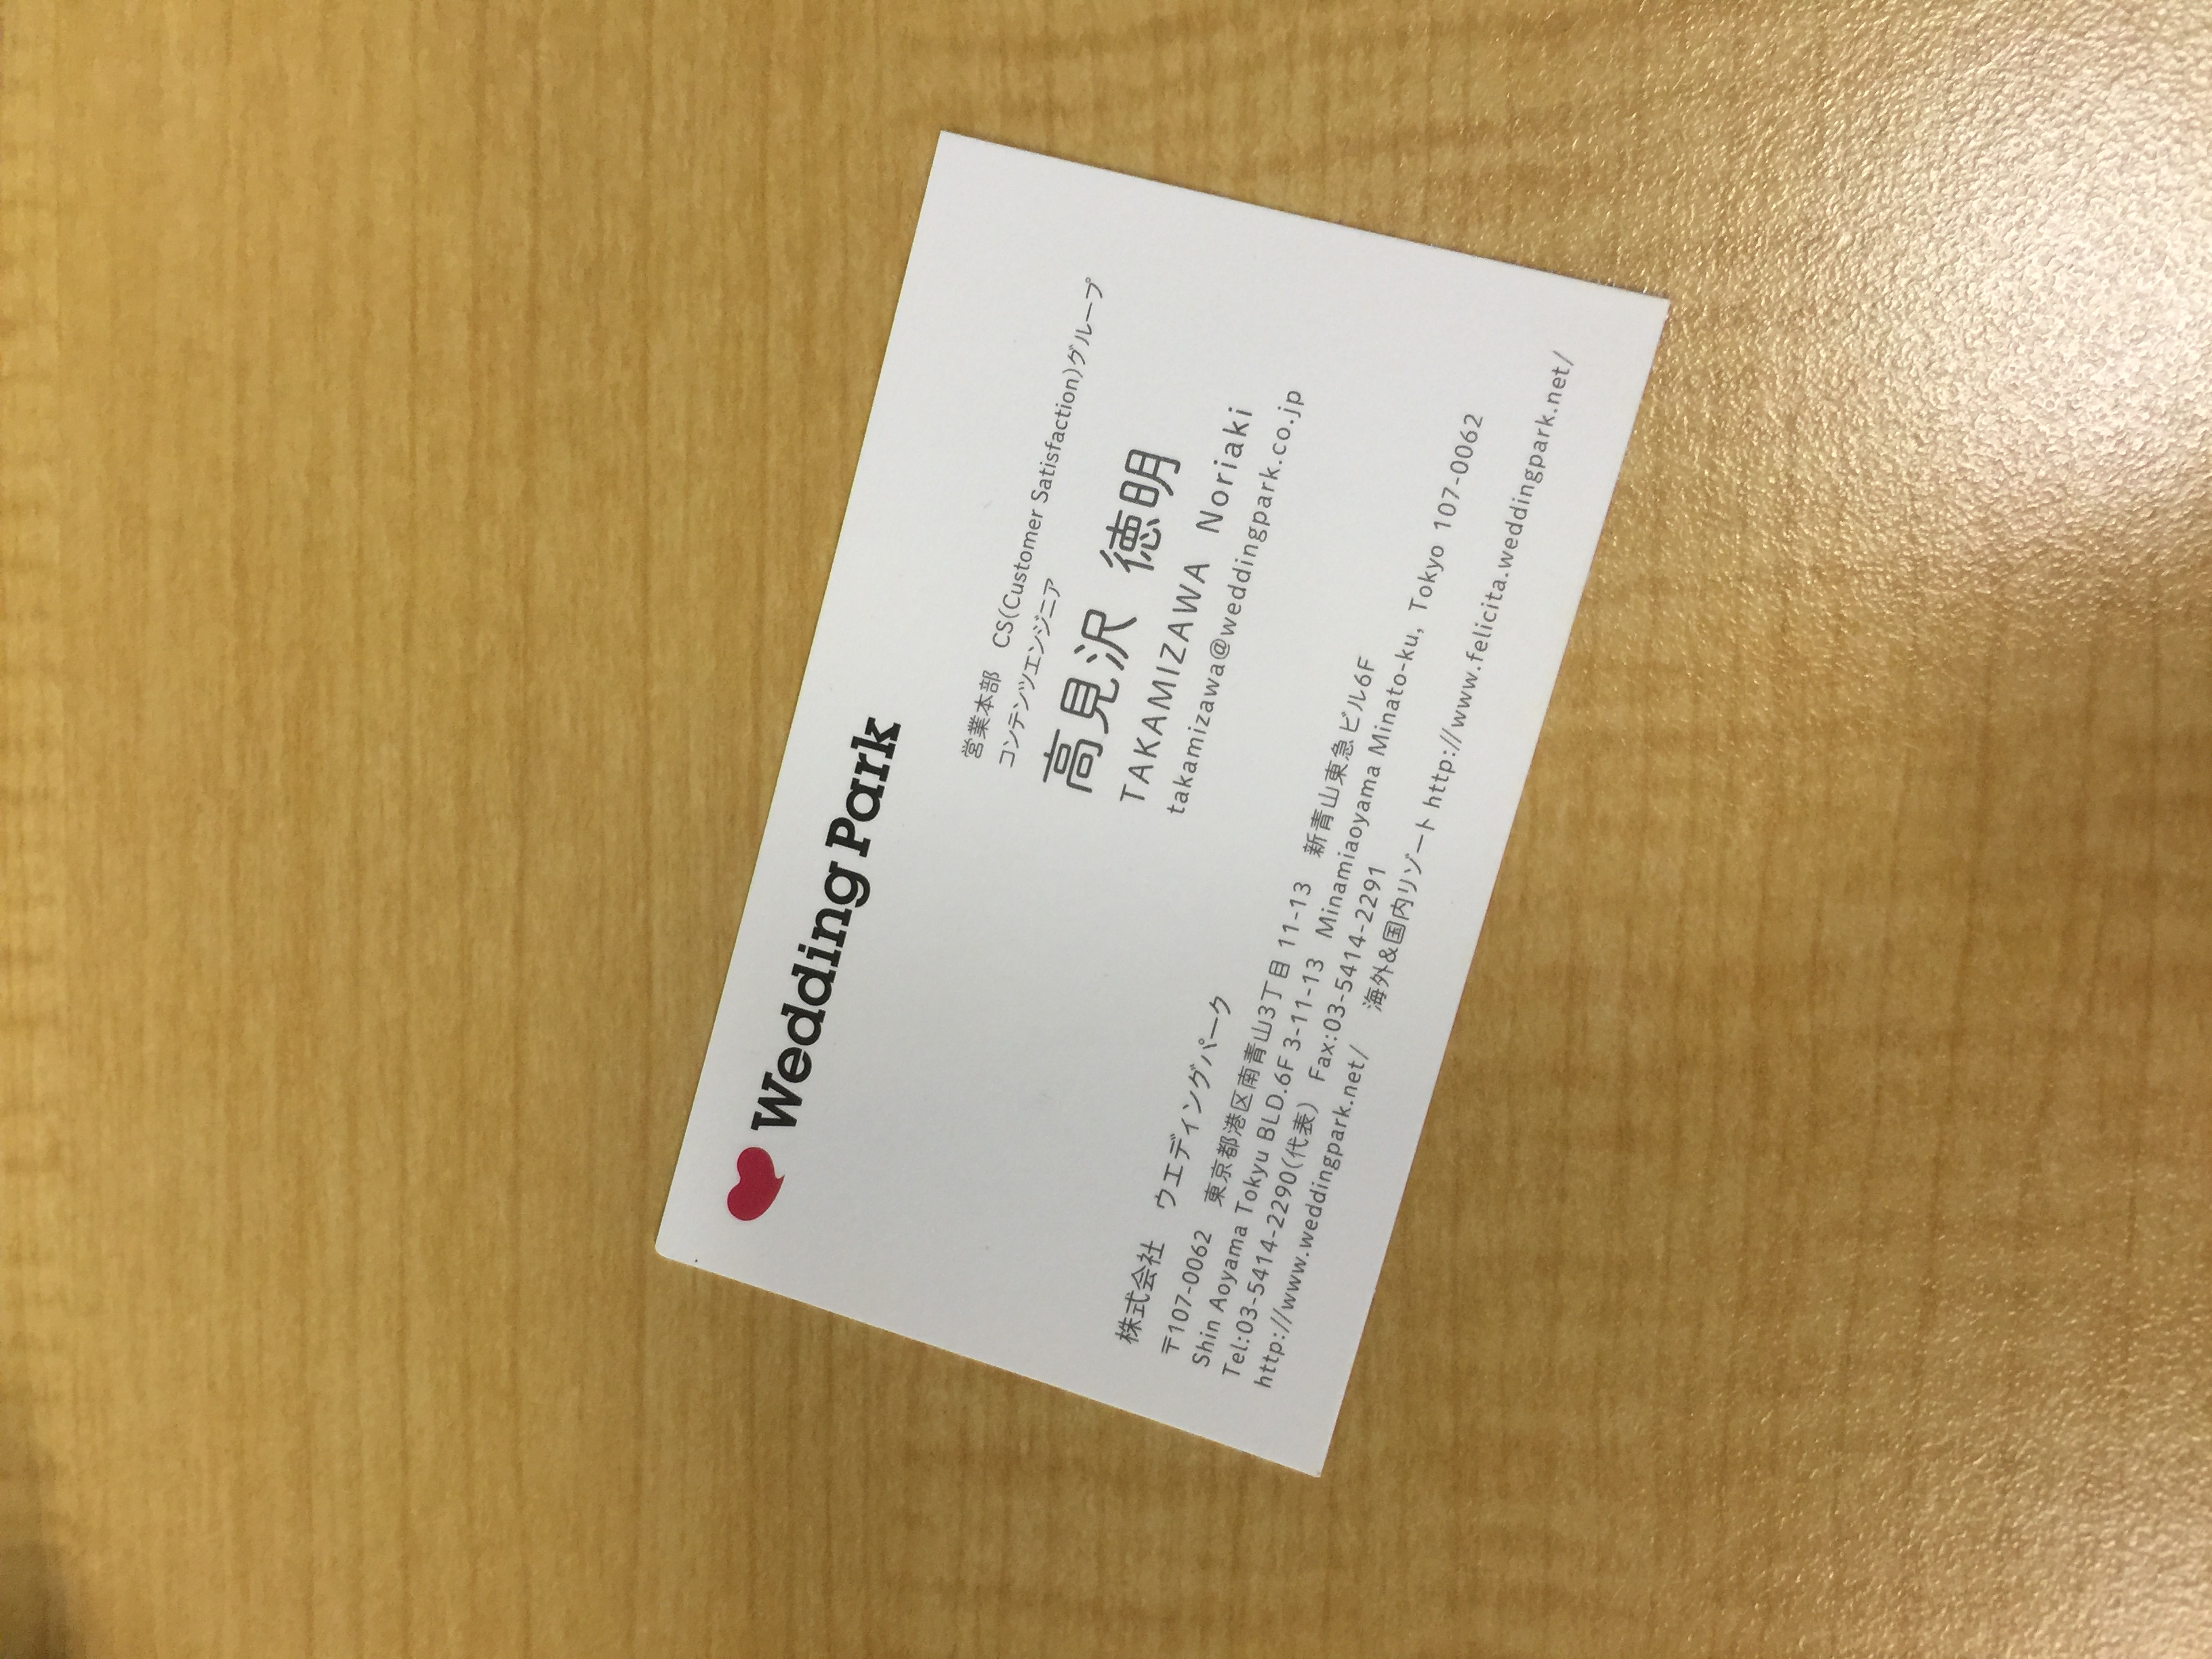 Wedding Park
営業本部　CS(Customer Satisfaction)グループ
コンテンツエンジニア
高見沢　徳明
TAKAMIZAWA Noriaki
takamizawa@weddingpark.co.jp
株式会社　ウエディングパーク
〒107-0062　東京都港区南青山3丁目 11-13　新青山東急ビル6F
Shin Aoyama Tokyu BLD.6F 3-11-13　Minamiaoyama Minato-ku, Tokyo 107-0062
Tel:03-5414-2290(代表)　Fax:03-5414-2291
http://www.weddingpark.net/　海外&国内リゾート http://www.felicita.weddingpark.net/